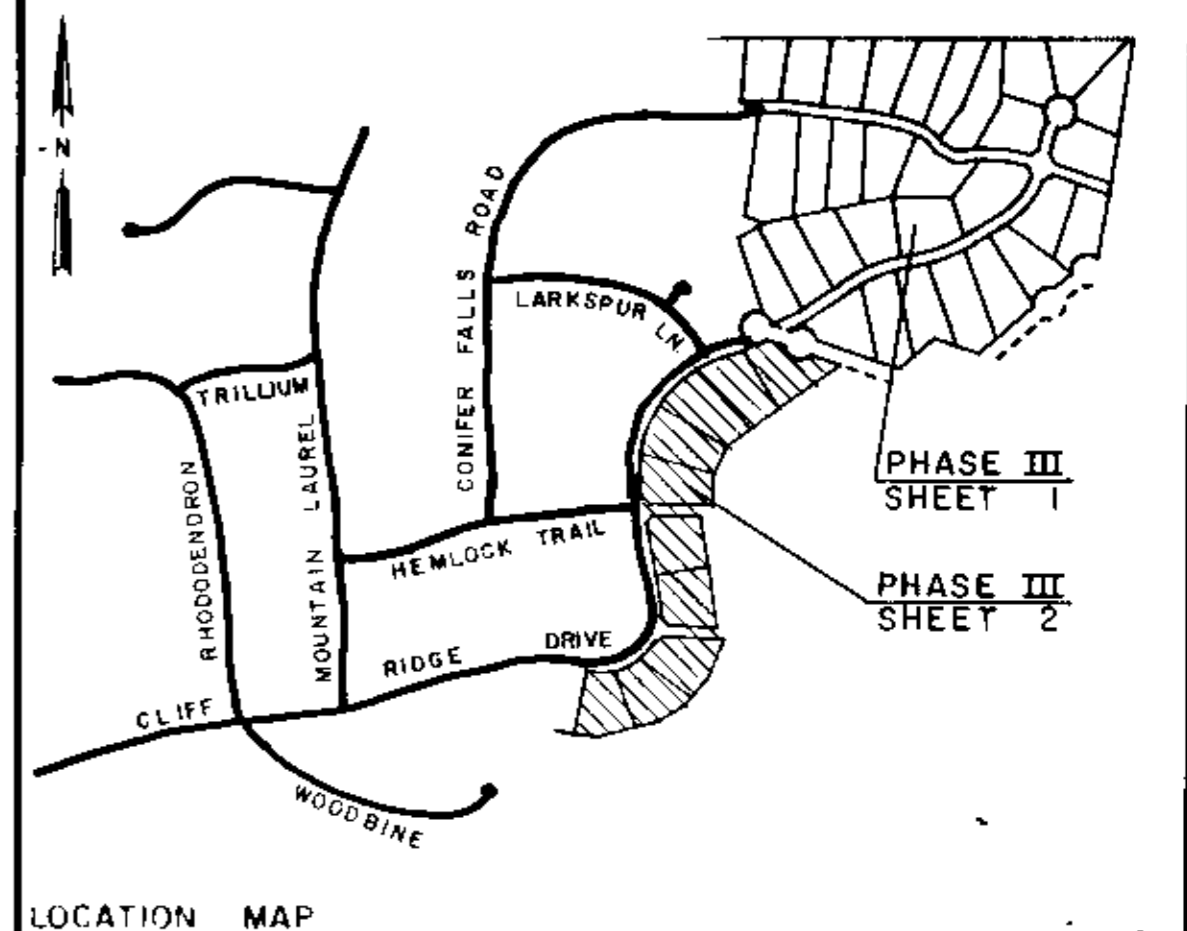 N
CONIFER FALLS ROAD
LARKSPUR LN.
TRILLIUM
MOUNTAIN LAUREL
RHODODENDRON
HEMLOCK TRAIL
CLIFF RIDGE DRIVE
WOODBINE
PHASE III
SHEET 1
PHASE III
SHEET 2
LOCATION MAP